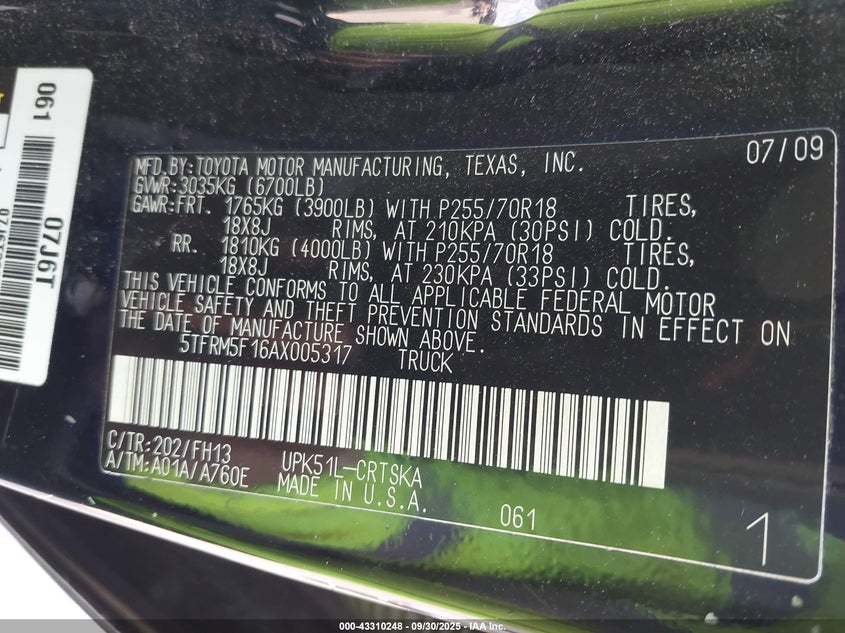 061
07J6T
07/09
MFD.BY:TOYOTA MOTOR MANUFACTURING, TEXAS, INC.
GVWR:3035KG (6700LB)
GAWR:FRT. 1765KG (3900LB) WITH P255/70R18 TIRES,
18X8J RIMS, AT 210KPA (30PSI) COLD.
RR. 1810KG (4000LB) WITH P255/70R18 TIRES,
18X8J RIMS, AT 230KPA (33PSI) COLD.
THIS VEHICLE CONFORMS TO ALL APPLICABLE FEDERAL MOTOR
VEHICLE SAFETY AND THEFT PREVENTION STANDARDS IN EFFECT ON
THE DATE OF MANUFACTURE SHOWN ABOVE.
5TFRM5F16AX005317 TRUCK
C/TR:202/FH13 UPK51L-CRTSKA
A/TM:A01A/A760E MADE IN U.S.A.
061
1
000-43310248 - 09/30/2025 - IAA Inc.